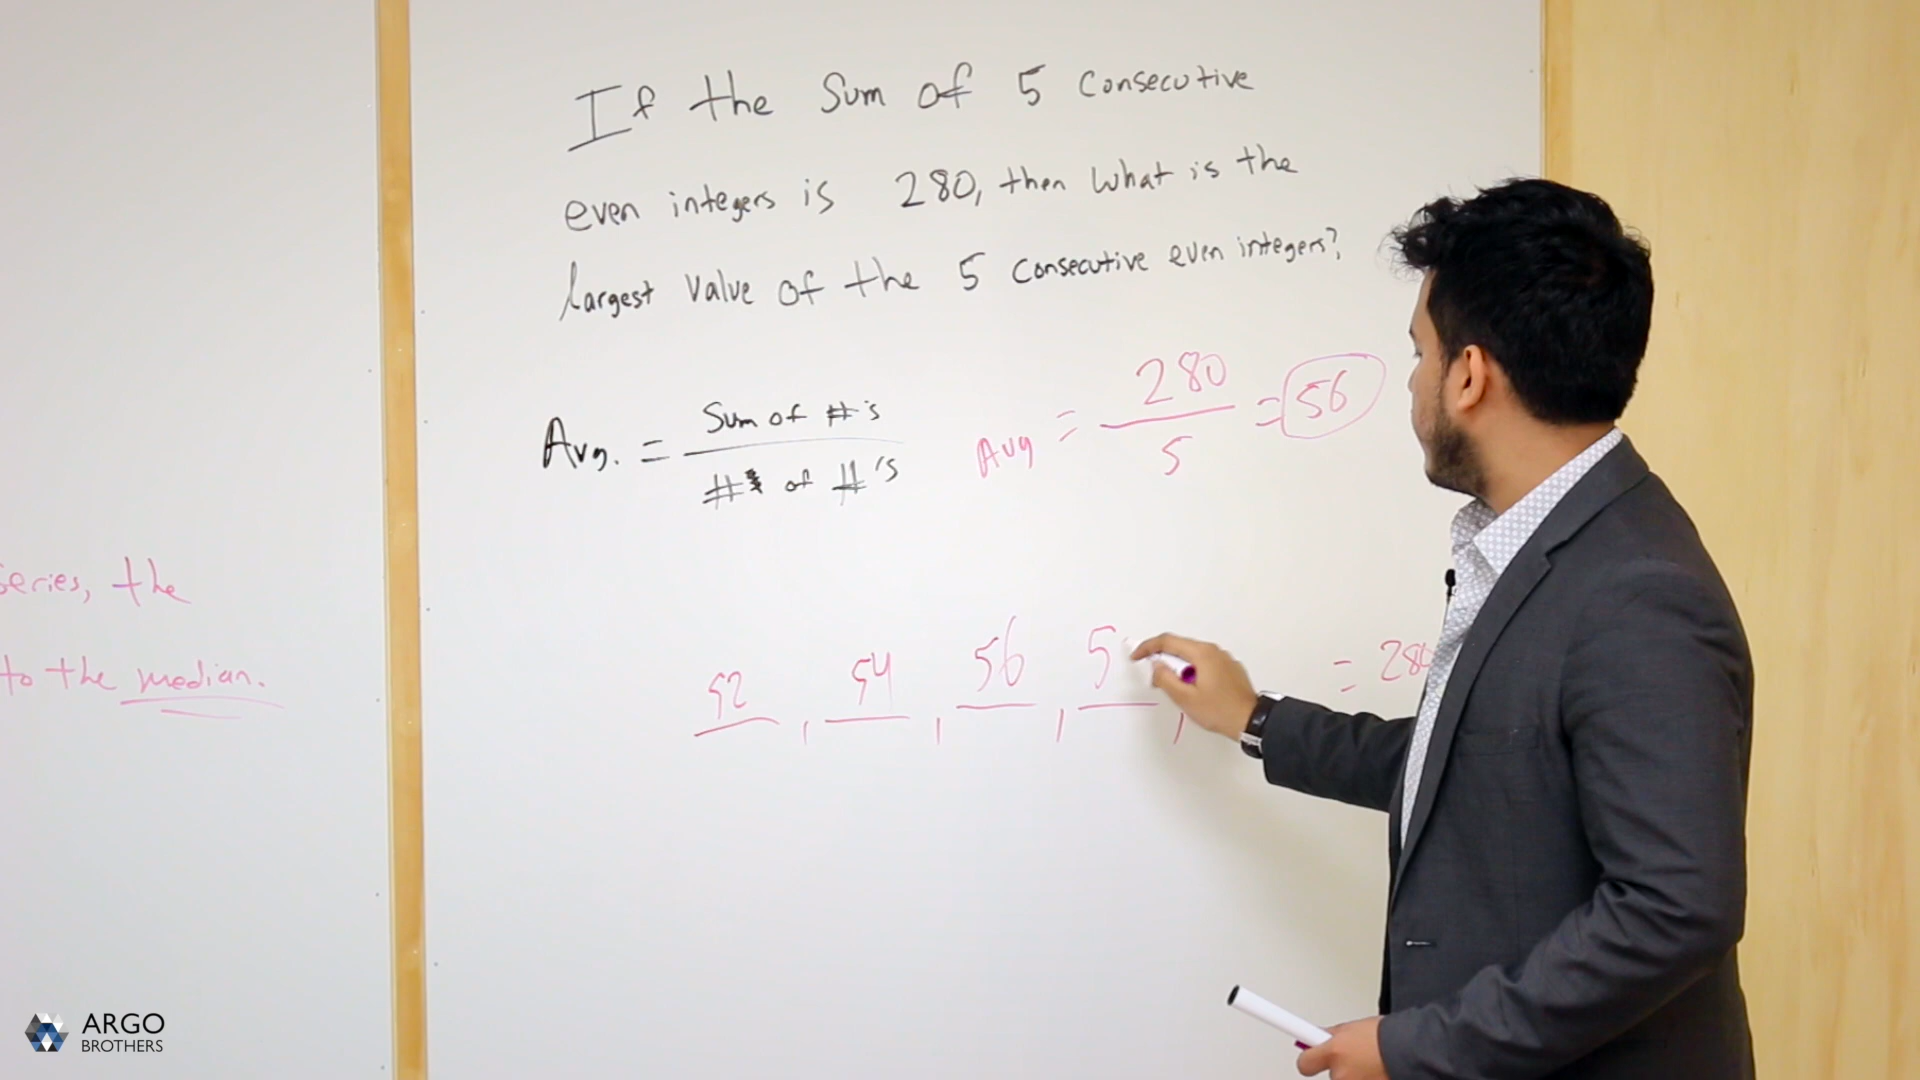 If the Sum of 5 Consecutive
even integers is 280, then what is the
largest value of the 5 consecutive even integers?
Avg. = Sum of #'s
# of #'s
Avg = 280 = 56
5
series, the
to the median.
52, 54, 56, 5, = 280
ARGO
BROTHERS